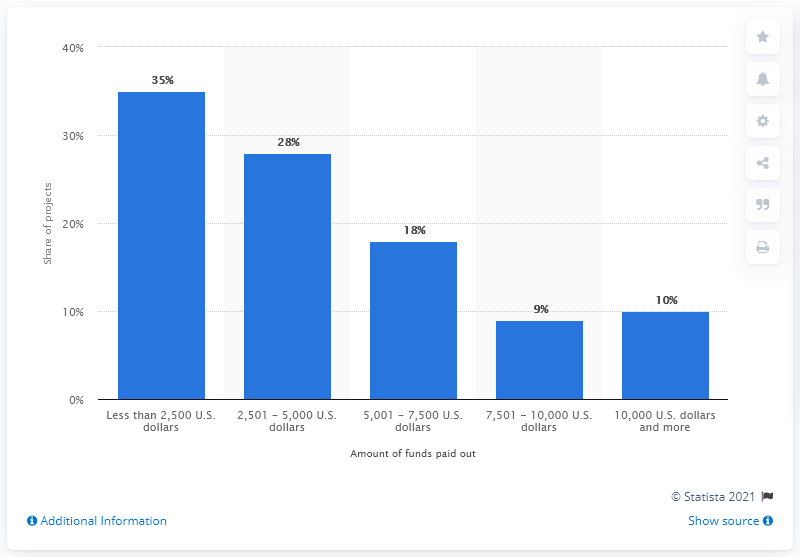 40%
35%
30%
28%
20%
18%
10%
10%
9%
0%
Share of projects
Less than 2,500 U.S.
dollars
2,501 – 5,000 U.S.
dollars
5,001 – 7,500 U.S.
dollars
7,501 – 10,000 U.S.
dollars
10,000 U.S. dollars
and more
Amount of funds paid out
© Statista 2021
Additional Information
Show source